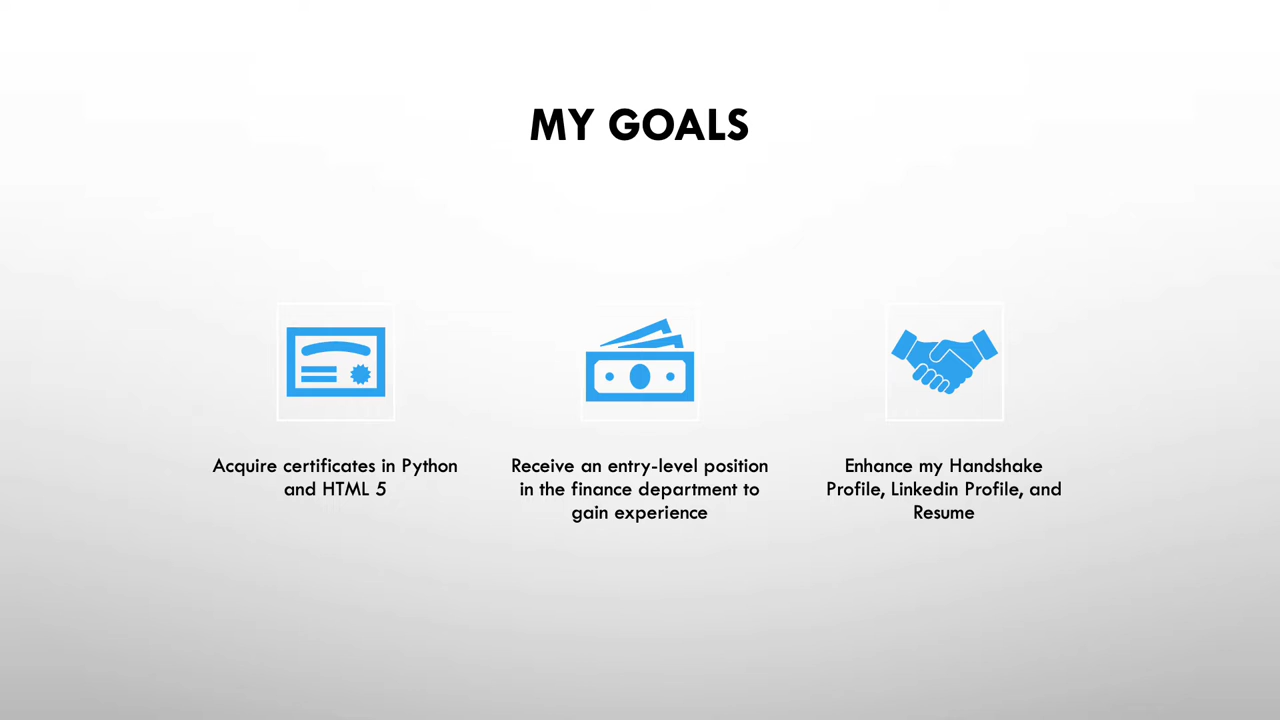 MY GOALS
Acquire certificates in Python
and HTML 5
Receive an entry-level position
in the finance department to
gain experience
Enhance my Handshake
Profile, Linkedin Profile, and
Resume